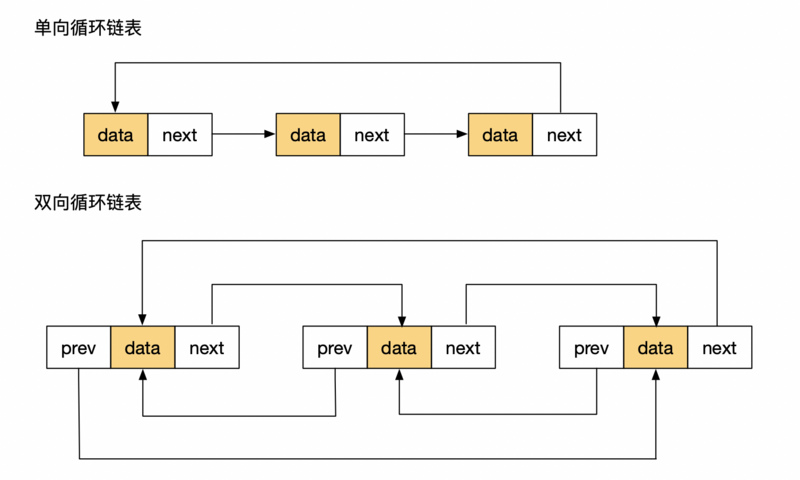 单向循环链表
data next data next data next
双向循环链表
prev data next prev data next prev data next